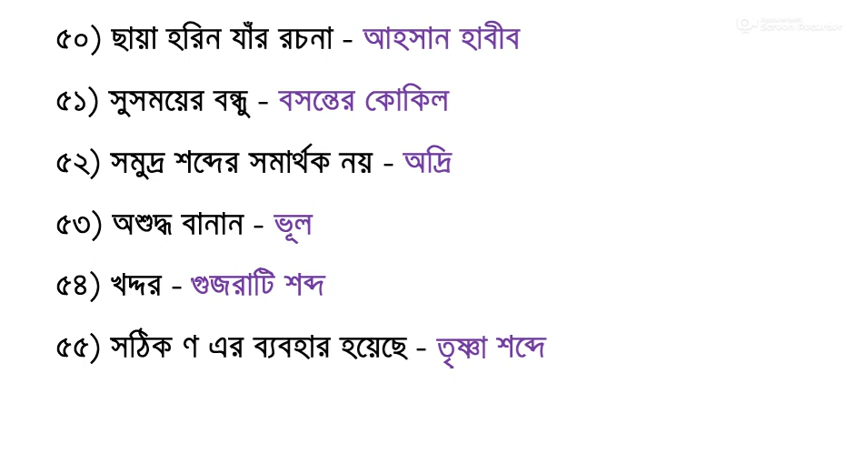 ৫০) ছায়া হরিন যাঁর রচনা - আহসান হাবীব
৫১) সুসময়ের বন্ধু - বসন্তের কোকিল
৫২) সমুদ্র শব্দের সমার্থক নয় - অদ্রি
৫৩) অশুদ্ধ বানান - ভূল
৫৪) খদ্দর - গুজরাটি শব্দ
৫৫) সঠিক ণ এর ব্যবহার হয়েছে - তৃষ্ণা শব্দে